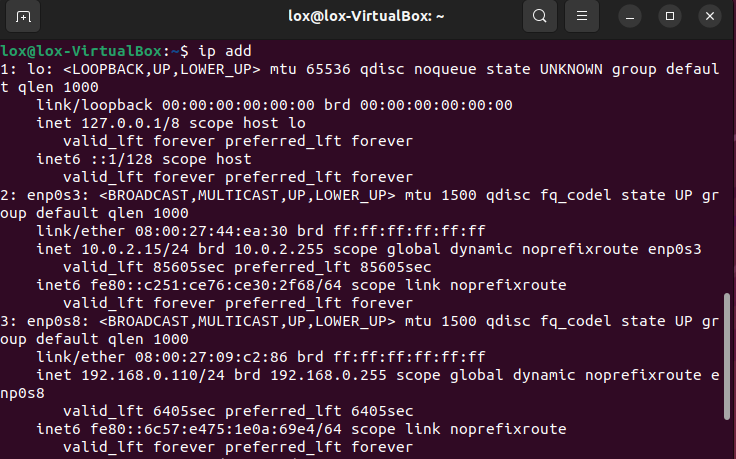 lox@lox-VirtualBox: ~
lox@lox-VirtualBox:~$ ip add
1: lo: <LOOPBACK,UP,LOWER_UP> mtu 65536 qdisc noqueue state UNKNOWN group defaul
t qlen 1000
    link/loopback 00:00:00:00:00:00 brd 00:00:00:00:00:00
    inet 127.0.0.1/8 scope host lo
       valid_lft forever preferred_lft forever
    inet6 ::1/128 scope host
       valid_lft forever preferred_lft forever
2: enp0s3: <BROADCAST,MULTICAST,UP,LOWER_UP> mtu 1500 qdisc fq_codel state UP gr
oup default qlen 1000
    link/ether 08:00:27:44:ea:30 brd ff:ff:ff:ff:ff:ff
    inet 10.0.2.15/24 brd 10.0.2.255 scope global dynamic noprefixroute enp0s3
       valid_lft 85605sec preferred_lft 85605sec
    inet6 fe80::c251:ce76:ce30:2f68/64 scope link noprefixroute
       valid_lft forever preferred_lft forever
3: enp0s8: <BROADCAST,MULTICAST,UP,LOWER_UP> mtu 1500 qdisc fq_codel state UP gr
oup default qlen 1000
    link/ether 08:00:27:09:c2:86 brd ff:ff:ff:ff:ff:ff
    inet 192.168.0.110/24 brd 192.168.0.255 scope global dynamic noprefixroute e
np0s8
       valid_lft 6405sec preferred_lft 6405sec
    inet6 fe80::6c57:e475:1e0a:69e4/64 scope link noprefixroute
       valid_lft forever preferred_lft forever